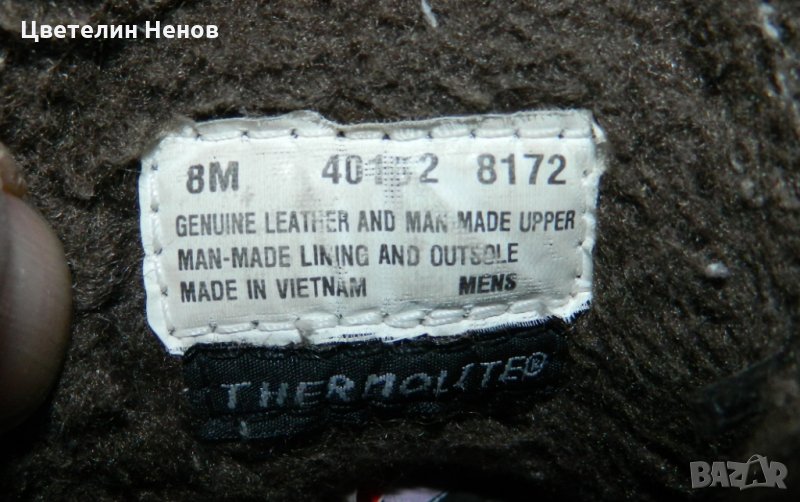 Цветелин Ненов
8M 40152 8172
GENUINE LEATHER AND MAN-MADE UPPER
MAN-MADE LINING AND OUTSOLE
MADE IN VIETNAM MENS
THERMOLITE®
BAZAR